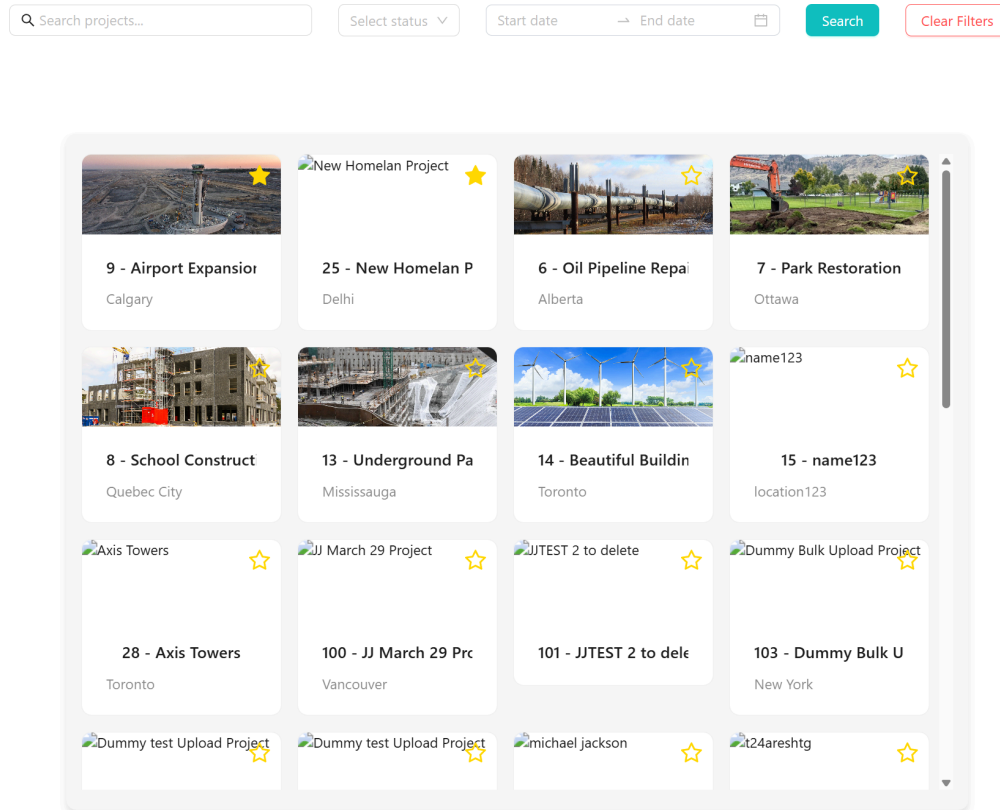 Search projects...
Select status
Start date
End date
Search
Clear Filters
New Homelan Project
9 - Airport Expansion
25 - New Homelan P
6 - Oil Pipeline Repai
7 - Park Restoration
Calgary
Delhi
Alberta
Ottawa
name123
8 - School Constructi
13 - Underground Pa
14 - Beautiful Buildin
15 - name123
Quebec City
Mississauga
Toronto
location123
Axis Towers
JJ March 29 Project
JJTEST 2 to delete
Dummy Bulk Upload Project
28 - Axis Towers
100 - JJ March 29 Pro
101 - JJTEST 2 to dele
103 - Dummy Bulk U
Toronto
Vancouver
New York
Dummy test Upload Project
Dummy test Upload Project
michael jackson
t24areshtg